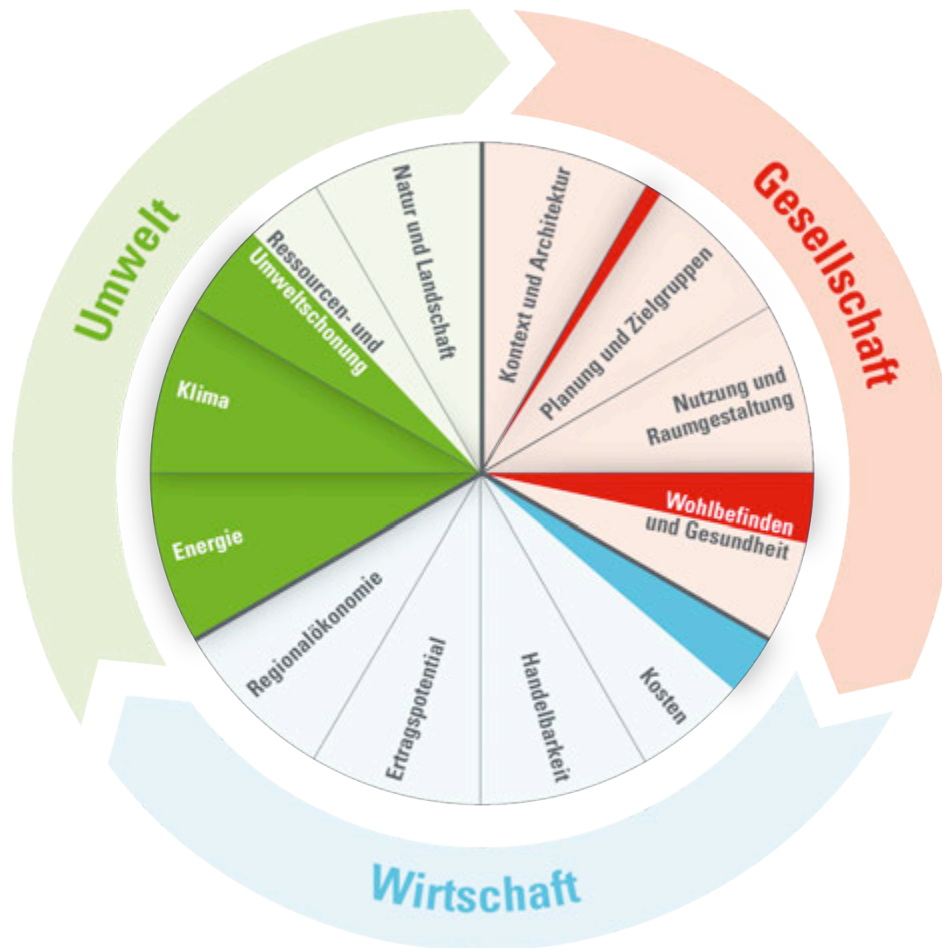 Umwelt
Gesellschaft
Wirtschaft
Natur und Landschaft
Ressourcen- und
Umweltschonung
Klima
Energie
Kontext und Architektur
Planung und Zielgruppen
Nutzung und
Raumgestaltung
Wohlbefinden
und Gesundheit
Kosten
Handelbarkeit
Ertragspotential
Regionalökonomie